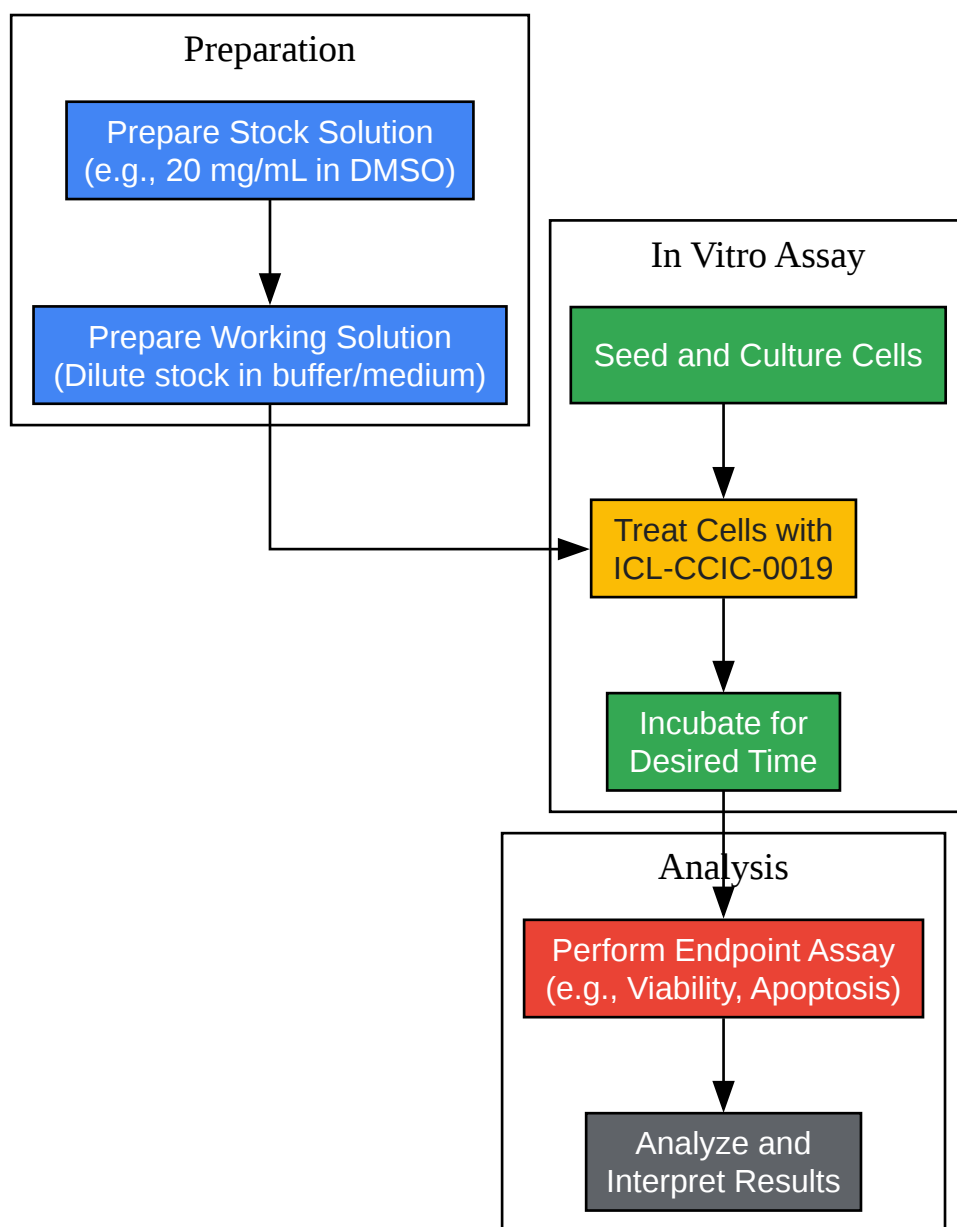 Preparation
Prepare Stock Solution
(e.g., 20 mg/mL in DMSO)
Prepare Working Solution
(Dilute stock in buffer/medium)
In Vitro Assay
Seed and Culture Cells
Treat Cells with
ICL-CCIC-0019
Incubate for
Desired Time
Analysis
Perform Endpoint Assay
(e.g., Viability, Apoptosis)
Analyze and
Interpret Results